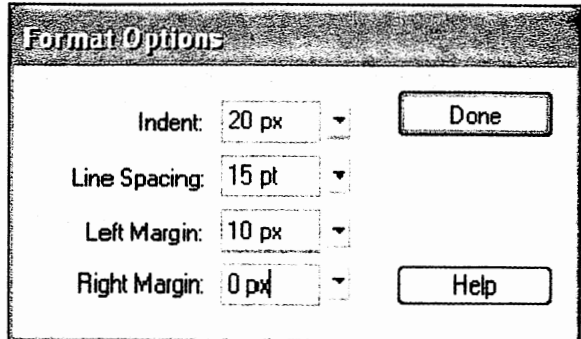 Format Options
Indent: 20 px Done
Line Spacing: 15 pt
Left Margin: 10 px
Right Margin: 0 px Help